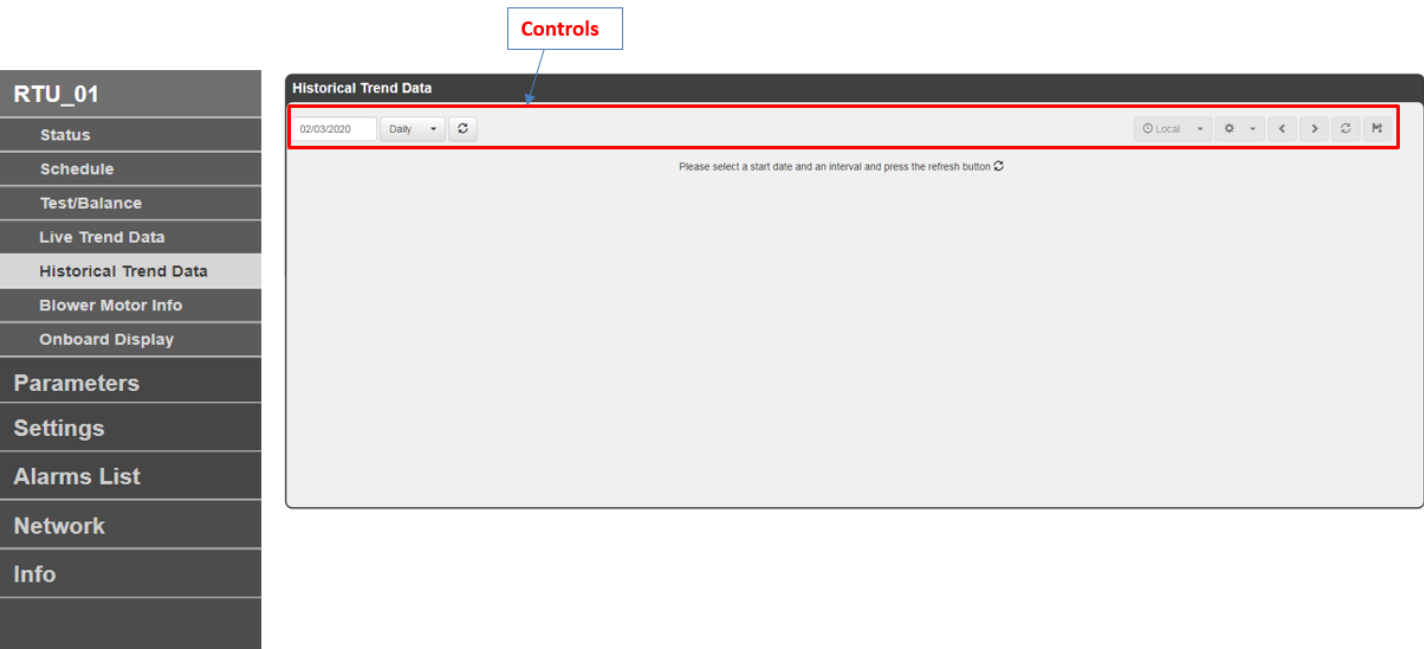 Controls
RTU_01
Status
Schedule
Test/Balance
Live Trend Data
Historical Trend Data
Blower Motor Info
Onboard Display
Parameters
Settings
Alarms List
Network
Info
Historical Trend Data
02/03/2020 Daily Local
Please select a start date and an interval and press the refresh button